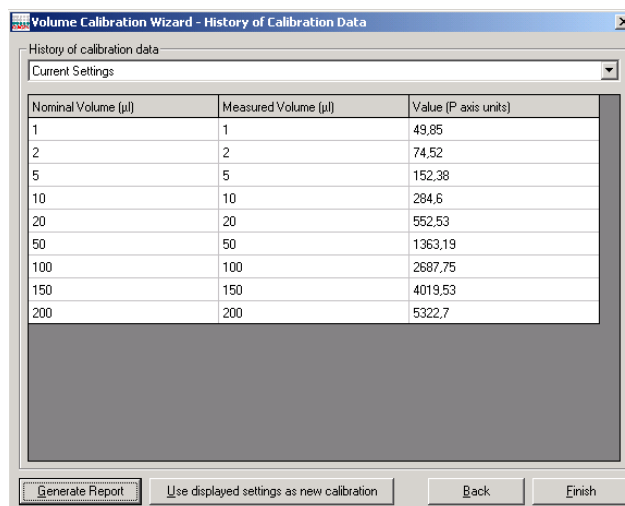 Volume Calibration Wizard - History of Calibration Data
History of calibration data
Current Settings
Nominal Volume (µl) Measured Volume (µl) Value (P axis units)
1 1 49,85
2 2 74,52
5 5 152,38
10 10 284,6
20 20 552,53
50 50 1363,19
100 100 2687,75
150 150 4019,53
200 200 5322,7
Generate Report Use displayed settings as new calibration Back Finish